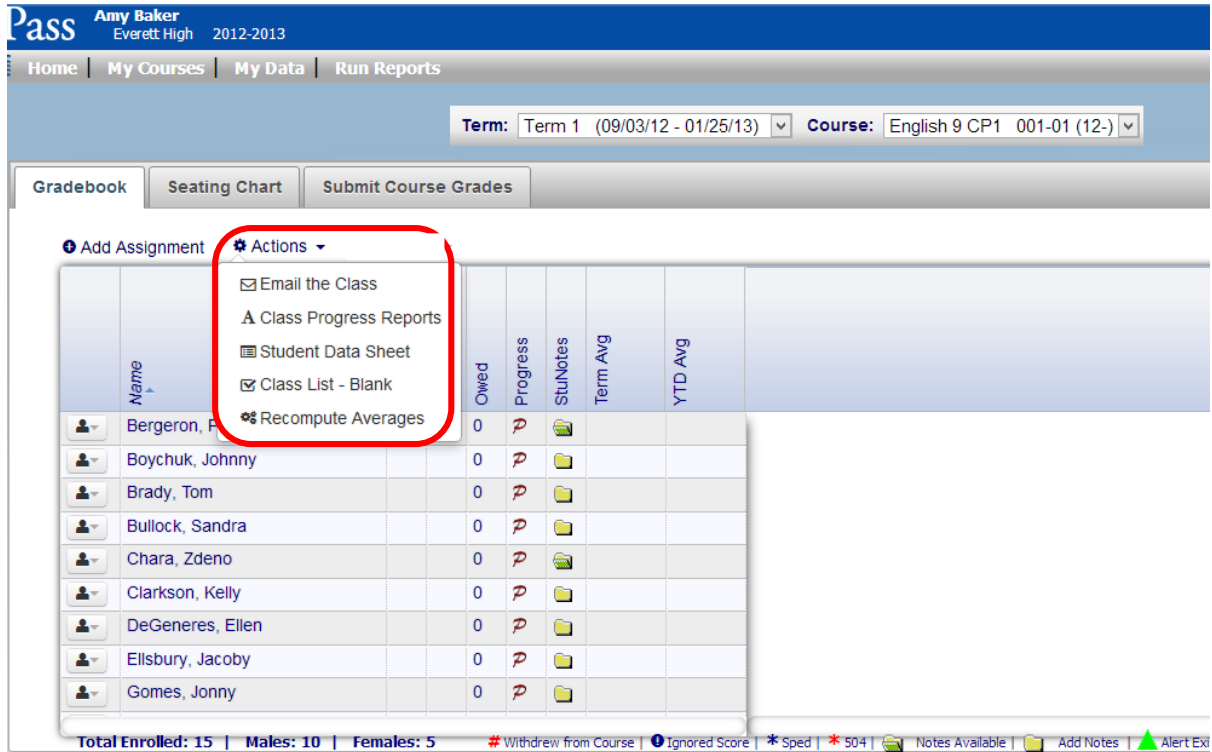 Pass Amy Baker
Everett High 2012-2013
Home | My Courses | My Data | Run Reports
Term: Term 1 (09/03/12 - 01/25/13) Course: English 9 CP1 001-01 (12-)
Gradebook Seating Chart Submit Course Grades
Add Assignment Actions
Email the Class
Class Progress Reports
Student Data Sheet
Class List - Blank
Recompute Averages
Name Owed Progress StuNotes Term Avg YTD Avg
Bergeron, 0 P
Boychuk, Johnny 0 P
Brady, Tom 0 P
Bullock, Sandra 0 P
Chara, Zdeno 0 P
Clarkson, Kelly 0 P
DeGeneres, Ellen 0 P
Ellsbury, Jacoby 0 P
Gomes, Jonny 0 P
Total Enrolled: 15 | Males: 10 | Females: 5 # Withdrew from Course | Ignored Score | * Sped | * 504 | Notes Available | Add Notes | Alert